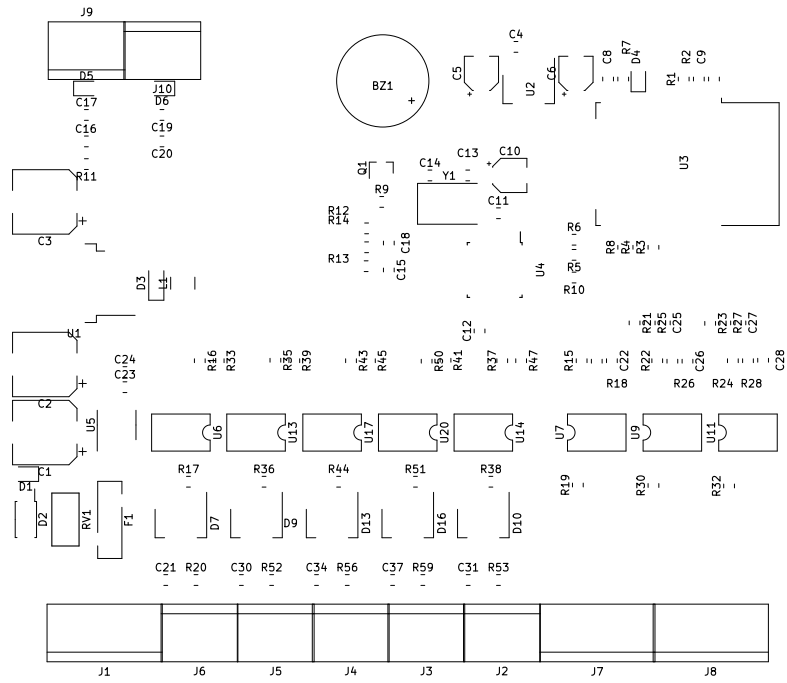 J9
C4
R7
C8
R2
C9
D4
R1
C5
C6
D5
U2
BZ1
+
+
+
J10
C17
D6
C16
C19
C20
C13
C10
+
U3
C14
Q1
R11
Y1
R9
C11
R12
R14
+
R6
C3
C18
R8
R4
R3
R13
C15
U4
R5
D3
L1
R10
U1
C12
R21
R25
C25
R23
R27
C27
C24
R16
R33
R35
R39
R43
R45
R50
R41
R37
R47
R15
C22
R22
C26
C28
C23
+
R18
R26
R24
R28
C2
U5
U6
U13
U17
U20
U14
U7
U9
U11
+
C1
R17
R36
R44
R51
R38
D1
R19
R30
R32
D2
RV1
F1
D7
D9
D13
D16
D10
C21
R20
C30
R52
C34
R56
C37
R59
C31
R53
J1
J6
J5
J4
J3
J2
J7
J8